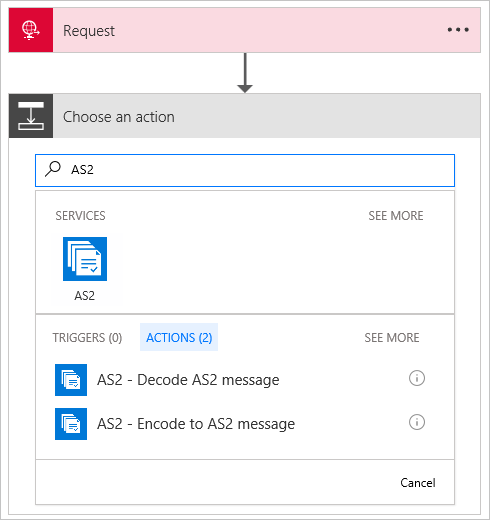 Request
Choose an action
AS2
SERVICES SEE MORE
AS2
TRIGGERS (0) ACTIONS (2) SEE MORE
AS2 - Decode AS2 message
AS2 - Encode to AS2 message
Cancel